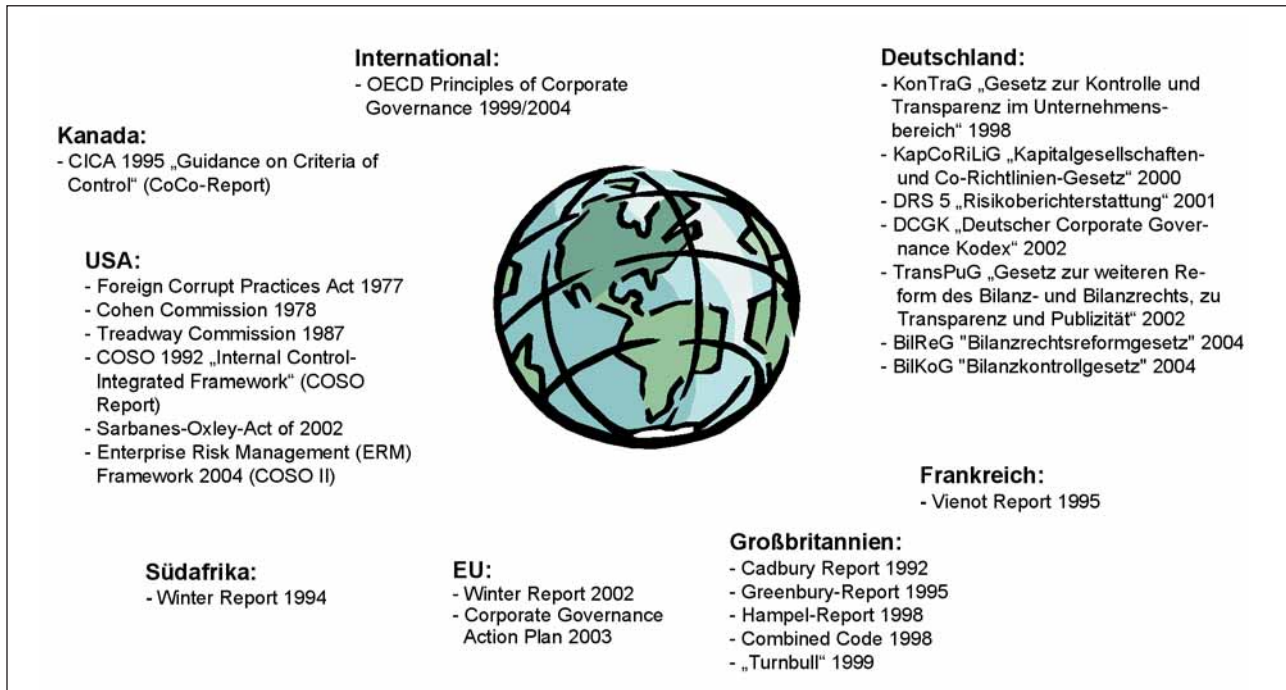 International:
- OECD Principles of Corporate
Governance 1999/2004
Deutschland:
- KonTraG „Gesetz zur Kontrolle und
Transparenz im Unternehmens-
bereich“ 1998
- KapCoRiLiG „Kapitalgesellschaften-
und Co-Richtlinien-Gesetz“ 2000
- DRS 5 „Risikoberichterstattung“ 2001
- DCGK „Deutscher Corporate Gover-
nance Kodex“ 2002
- TransPuG „Gesetz zur weiteren Re-
form des Bilanz- und Bilanzrechts, zu
Transparenz und Publizität“ 2002
- BilReG "Bilanzrechtsreformgesetz" 2004
- BilKoG "Bilanzkontrollgesetz" 2004
Kanada:
- CICA 1995 „Guidance on Criteria of
Control“ (CoCo-Report)
USA:
- Foreign Corrupt Practices Act 1977
- Cohen Commission 1978
- Treadway Commission 1987
- COSO 1992 „Internal Control-
Integrated Framework“ (COSO
Report)
- Sarbanes-Oxley-Act of 2002
- Enterprise Risk Management (ERM)
Framework 2004 (COSO II)
Frankreich:
- Vienot Report 1995
Südafrika:
- Winter Report 1994
EU:
- Winter Report 2002
- Corporate Governance
Action Plan 2003
Großbritannien:
- Cadbury Report 1992
- Greenbury-Report 1995
- Hampel-Report 1998
- Combined Code 1998
- „Turnbull“ 1999